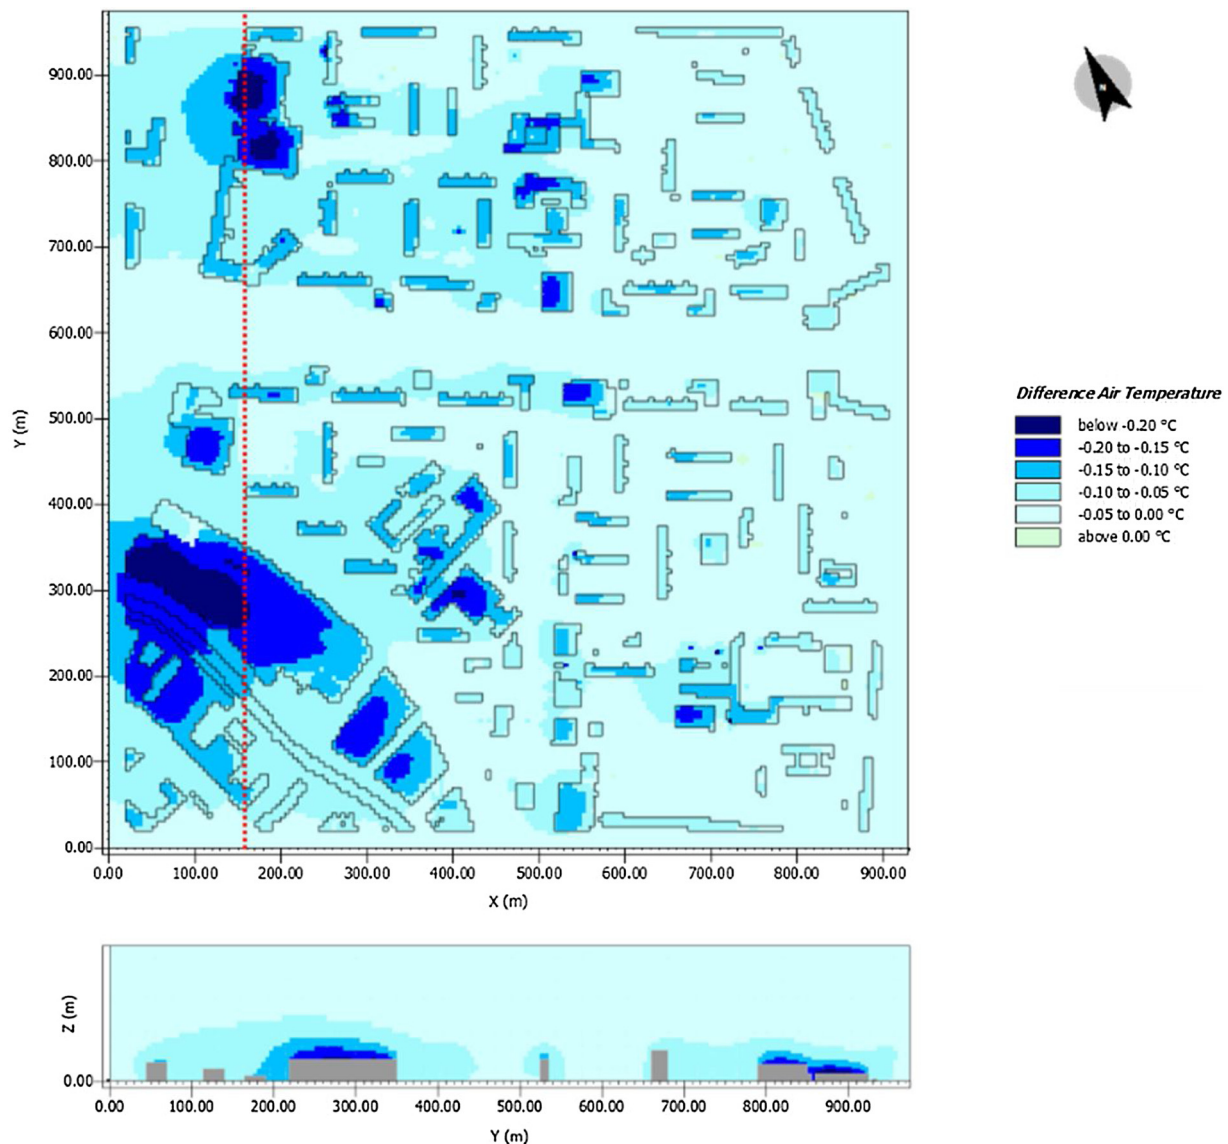 900.00
800.00
700.00
600.00
500.00
400.00
300.00
200.00
100.00
0.00
Y (m)
0.00 100.00 200.00 300.00 400.00 500.00 600.00 700.00 800.00 900.00
X (m)
N
Difference Air Temperature
below -0.20 °C
-0.20 to -0.15 °C
-0.15 to -0.10 °C
-0.10 to -0.05 °C
-0.05 to 0.00 °C
above 0.00 °C
Z (m)
0.00
0.00 100.00 200.00 300.00 400.00 500.00 600.00 700.00 800.00 900.00
Y (m)